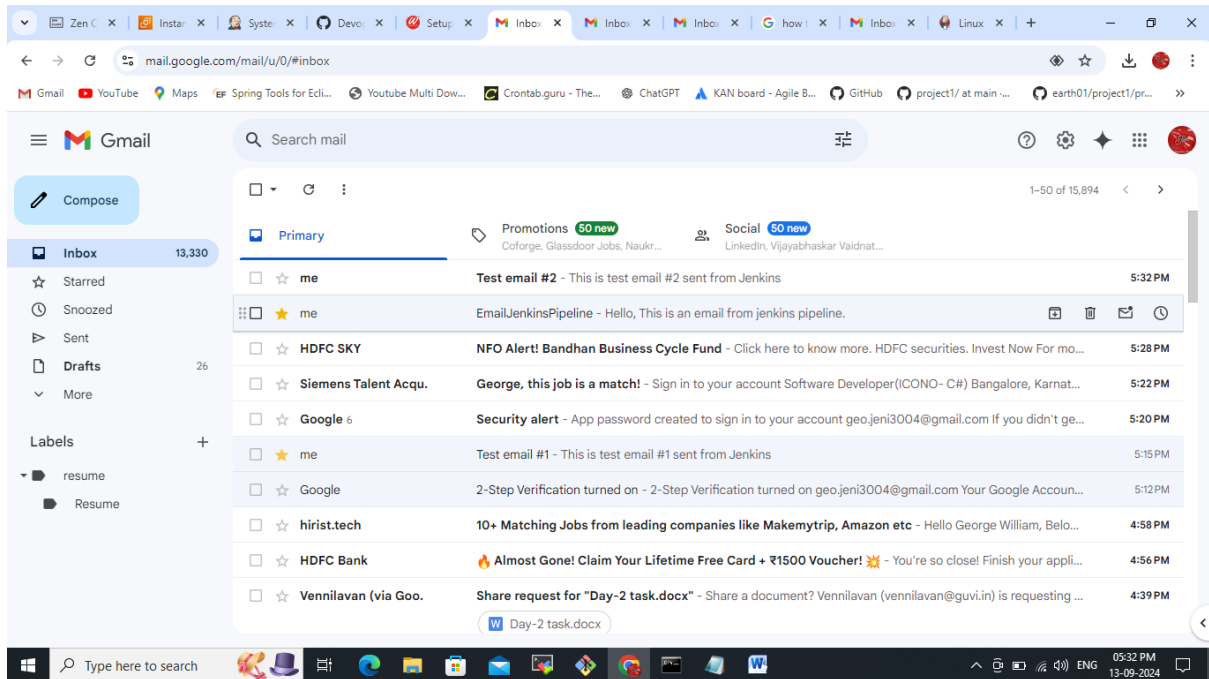 Zen C
Instar
Syste
Devo
Setup
Inbox
Inbox
Inbox
how t
Inbox
Linux
mail.google.com/mail/u/0/#inbox
Gmail
YouTube
Maps
Spring Tools for Ecli...
Youtube Multi Dow...
Crontab.guru - The...
ChatGPT
KAN board - Agile B...
GitHub
project1/ at main ·...
earth01/project1/pr...
Gmail
Search mail
Compose
1–50 of 15,894
Primary
Promotions 50 new
Coforge, Glassdoor Jobs, Naukr...
Social 50 new
LinkedIn, Vijayabhaskar Vaidnat...
Inbox 13,330
Starred
Snoozed
Sent
Drafts 26
More
Labels
resume
Resume
me Test email #2 - This is test email #2 sent from Jenkins 5:32 PM
me EmailJenkinsPipeline - Hello, This is an email from jenkins pipeline.
HDFC SKY NFO Alert! Bandhan Business Cycle Fund - Click here to know more. HDFC securities. Invest Now For mo... 5:28 PM
Siemens Talent Acqu. George, this job is a match! - Sign in to your account Software Developer(ICONO- C#) Bangalore, Karnat... 5:22 PM
Google 6 Security alert - App password created to sign in to your account geo.jeni3004@gmail.com If you didn't ge... 5:20 PM
me Test email #1 - This is test email #1 sent from Jenkins 5:15 PM
Google 2-Step Verification turned on - 2-Step Verification turned on geo.jeni3004@gmail.com Your Google Accoun... 5:12 PM
hirist.tech 10+ Matching Jobs from leading companies like Makemytrip, Amazon etc - Hello George William, Belo... 4:58 PM
HDFC Bank 🔥 Almost Gone! Claim Your Lifetime Free Card + ₹1500 Voucher! 💥 - You're so close! Finish your appli... 4:56 PM
Vennilavan (via Goo. Share request for "Day-2 task.docx" - Share a document? Vennilavan (vennilavan@guvi.in) is requesting ... 4:39 PM
W Day-2 task.docx
Type here to search
ENG
05:32 PM
13-09-2024